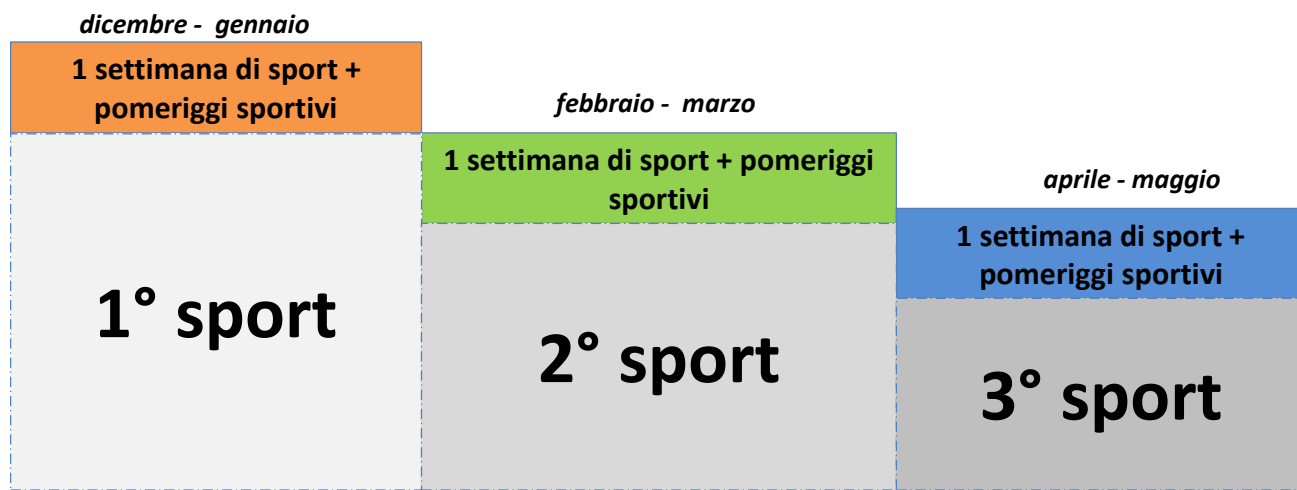 dicembre - gennaio
1 settimana di sport +
pomeriggi sportivi
1° sport
febbraio - marzo
1 settimana di sport + pomeriggi
sportivi
2° sport
aprile - maggio
1 settimana di sport +
pomeriggi sportivi
3° sport